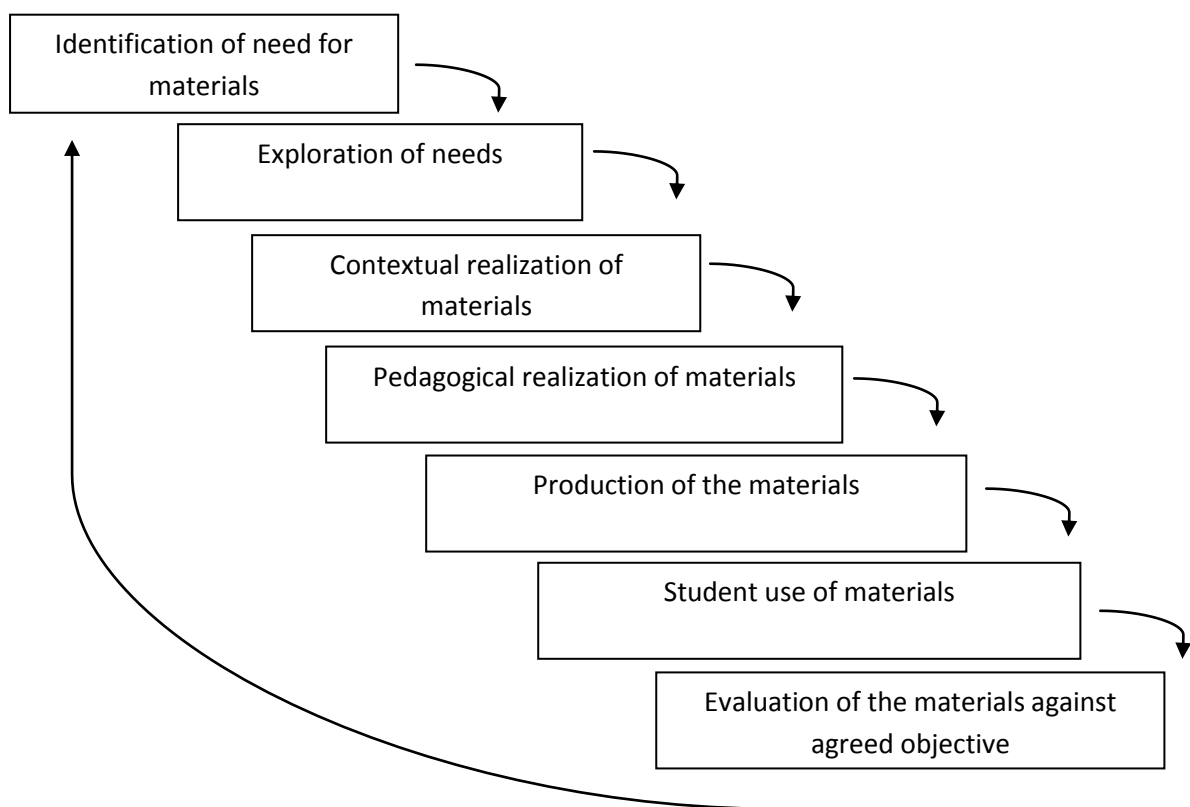 Identification of need for
materials
Exploration of needs
Contextual realization of
materials
Pedagogical realization of materials
Production of the materials
Student use of materials
Evaluation of the materials against
agreed objective